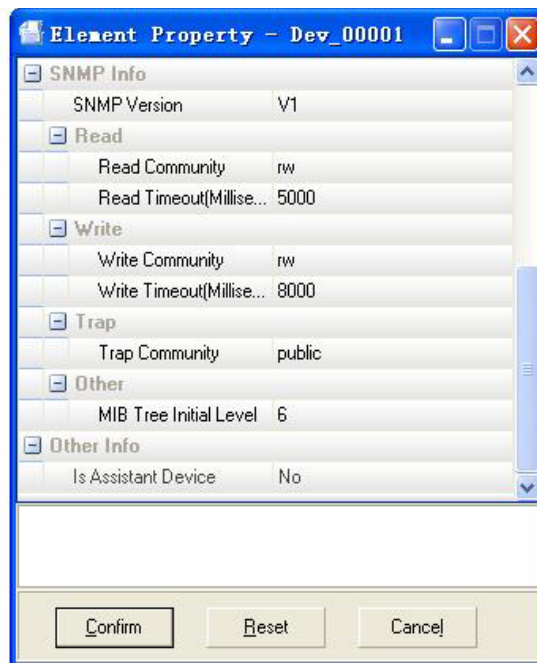 Element Property - Dev_00001
SNMP Info
SNMP Version V1
Read
Read Community rw
Read Timeout(Millise... 5000
Write
Write Community rw
Write Timeout(Millise... 8000
Trap
Trap Community public
Other
MIB Tree Initial Level 6
Other Info
Is Assistant Device No
Confirm Reset Cancel